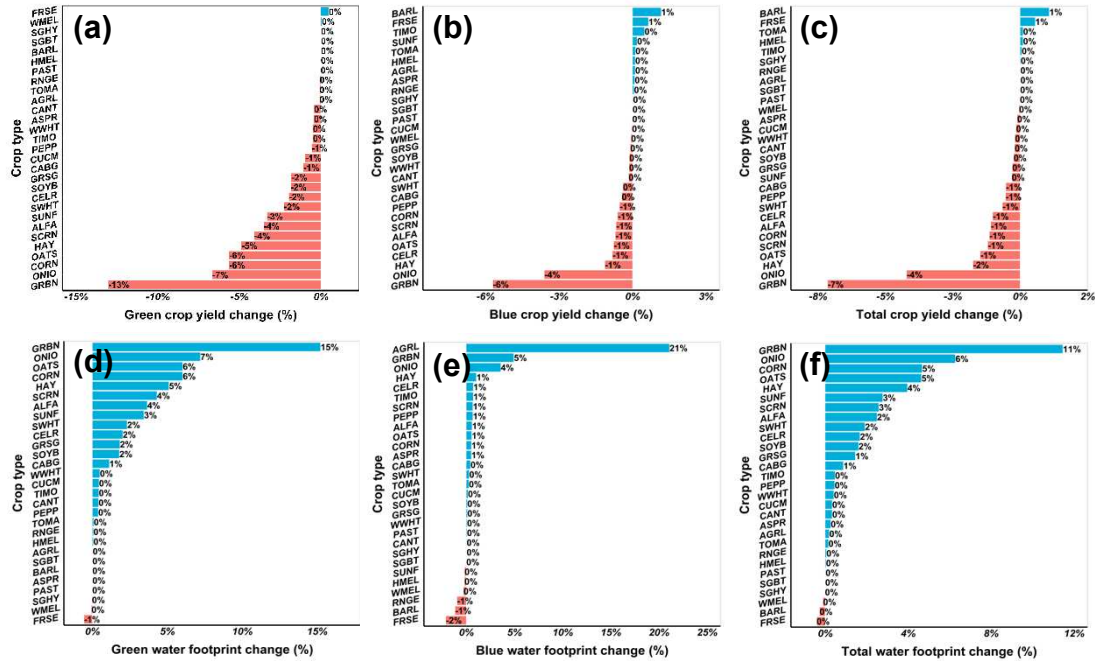 (a)
Crop type
FRSE 0%
WMEL 0%
SGHY 0%
SGBT 0%
BARL 0%
HMEL 0%
PAST 0%
RNGE 0%
TOMA 0%
AGRL 0%
CANT 0%
ASPR 0%
WWHT 0%
TIMO 0%
PEPP -1%
CUCM -1%
CABG -1%
GRSG -2%
SOYB -2%
CELR -2%
SWHT -2%
SUNF -3%
ALFA -4%
SCRN -4%
HAY -5%
OATS -6%
CORN -6%
ONIO -7%
GRBN -13%
-15% -10% -5% 0%
Green crop yield change (%)
(b)
Crop type
BARL 1%
FRSE 1%
TIMO 0%
SUNF 0%
TOMA 0%
HMEL 0%
AGRL 0%
ASPR 0%
RNGE 0%
SGHY 0%
SGBT 0%
PAST 0%
CUCM 0%
WMEL 0%
GRSG 0%
SOYB 0%
WWHT 0%
CANT 0%
SWHT 0%
CABG 0%
PEPP -1%
CORN -1%
SCRN -1%
ALFA -1%
OATS -1%
CELR -1%
HAY -1%
ONIO -4%
GRBN -6%
-6% -3% 0% 3%
Blue crop yield change (%)
(c)
Crop type
BARL 1%
FRSE 1%
TOMA 0%
HMEL 0%
TIMO 0%
SGHY 0%
RNGE 0%
AGRL 0%
SGBT 0%
PAST 0%
WMEL 0%
ASPR 0%
CUCM 0%
WWHT 0%
CANT 0%
SOYB 0%
GRSG 0%
SUNF 0%
CABG -1%
PEPP -1%
SWHT -1%
CELR -1%
ALFA -1%
CORN -1%
SCRN -1%
OATS -1%
HAY -2%
ONIO -4%
GRBN -7%
-8% -5% -3% 0% 2%
Total crop yield change (%)
(d)
Crop type
GRBN 15%
ONIO 7%
OATS 6%
CORN 6%
HAY 5%
SCRN 4%
ALFA 4%
SUNF 3%
SWHT 2%
CELR 2%
GRSG 2%
SOYB 2%
CABG 1%
WWHT 0%
CUCM 0%
TIMO 0%
CANT 0%
PEPP 0%
TOMA 0%
RNGE 0%
HMEL 0%
AGRL 0%
SGBT 0%
BARL 0%
ASPR 0%
PAST 0%
SGHY 0%
WMEL 0%
FRSE -1%
0% 5% 10% 15%
Green water footprint change (%)
(e)
Crop type
AGRL 21%
GRBN 5%
ONIO 4%
HAY 1%
CELR 1%
TIMO 1%
SCRN 1%
PEPP 1%
ALFA 1%
OATS 1%
CORN 1%
ASPR 1%
CABG 0%
SWHT 0%
TOMA 0%
CUCM 0%
SOYB 0%
GRSG 0%
WWHT 0%
PAST 0%
CANT 0%
SGHY 0%
SGBT 0%
SUNF 0%
HMEL 0%
WMEL 0%
RNGE -1%
BARL -1%
FRSE -2%
0% 5% 10% 15% 20% 25%
Blue water footprint change (%)
(f)
Crop type
GRBN 11%
ONIO 6%
CORN 5%
OATS 5%
HAY 4%
SUNF 3%
SCRN 3%
ALFA 2%
SWHT 2%
CELR 2%
SOYB 2%
GRSG 1%
CABG 1%
TIMO 0%
PEPP 0%
WWHT 0%
CUCM 0%
CANT 0%
ASPR 0%
AGRL 0%
TOMA 0%
RNGE 0%
HMEL 0%
PAST 0%
SGBT 0%
SGHY 0%
WMEL 0%
BARL 0%
FRSE 0%
0% 4% 8% 12%
Total water footprint change (%)